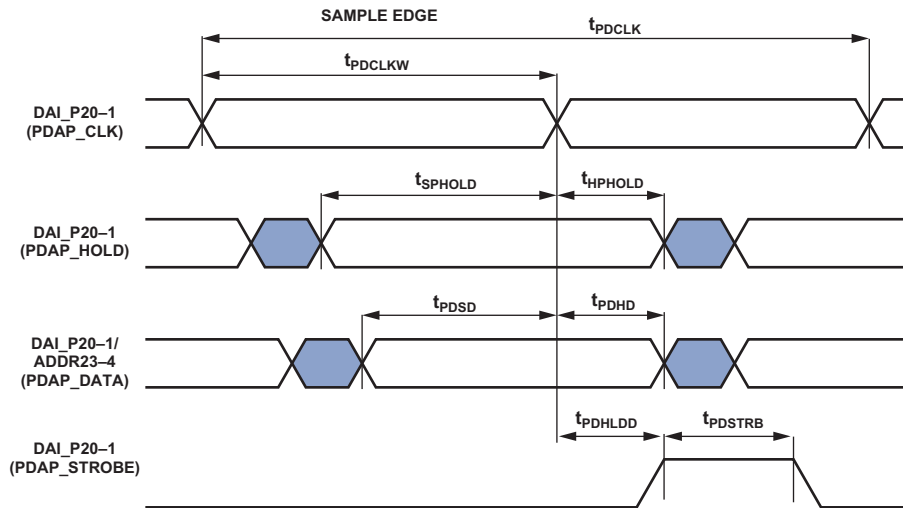 SAMPLE EDGE
tPDCLK
tPDCLKW
DAI_P20–1
(PDAP_CLK)
tSPHOLD
tHPHOLD
DAI_P20–1
(PDAP_HOLD)
tPDSD
tPDHD
DAI_P20–1/
ADDR23–4
(PDAP_DATA)
tPDHLDD
tPDSTRB
DAI_P20–1
(PDAP_STROBE)